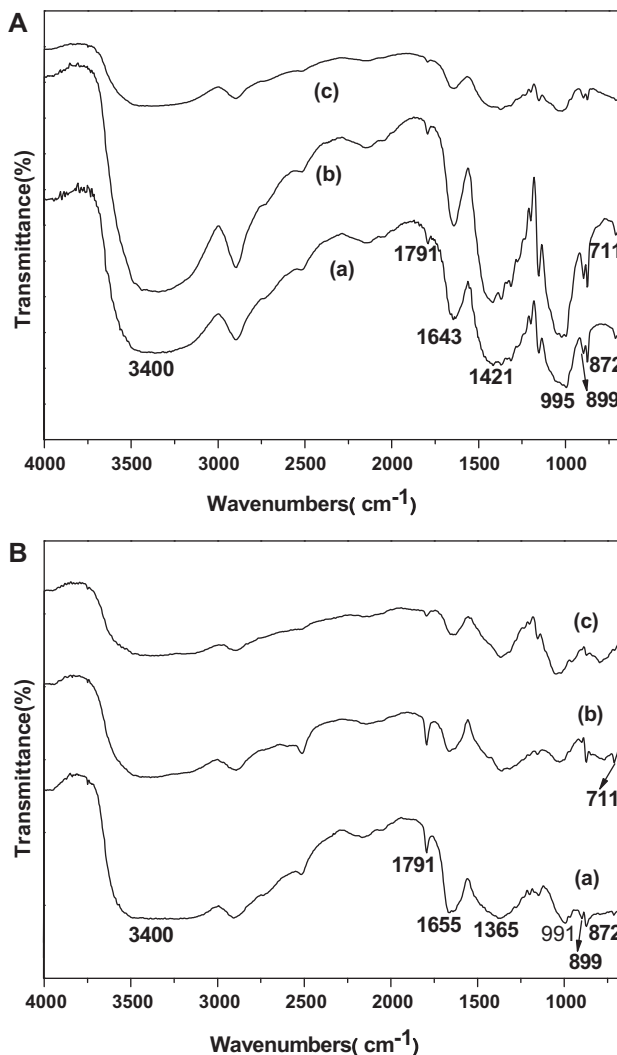 A
Transmittance(%)
(c)
(b)
(a)
3400
1791
1643
1421
995
899
872
711
4000 3500 3000 2500 2000 1500 1000
Wavenumbers( cm-1)
B
Transmittance(%)
(c)
(b)
711
(a)
3400
1791
1655
1365
991
899
872
4000 3500 3000 2500 2000 1500 1000
Wavenumbers( cm-1)